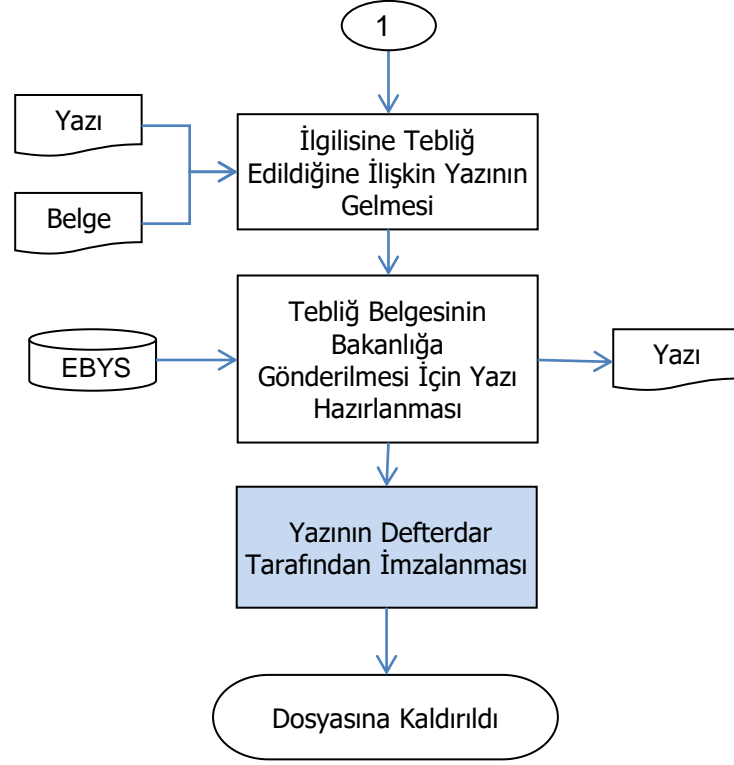 1
Yazı
İlgilisine Tebliğ
Edildiğine İlişkin Yazının
Gelmesi
Belge
Tebliğ Belgesinin
Bakanlığa
Gönderilmesi İçin Yazı
Hazırlanması
EBYS
Yazı
Yazının Defterdar
Tarafından İmzalanması
Dosyasına Kaldırıldı